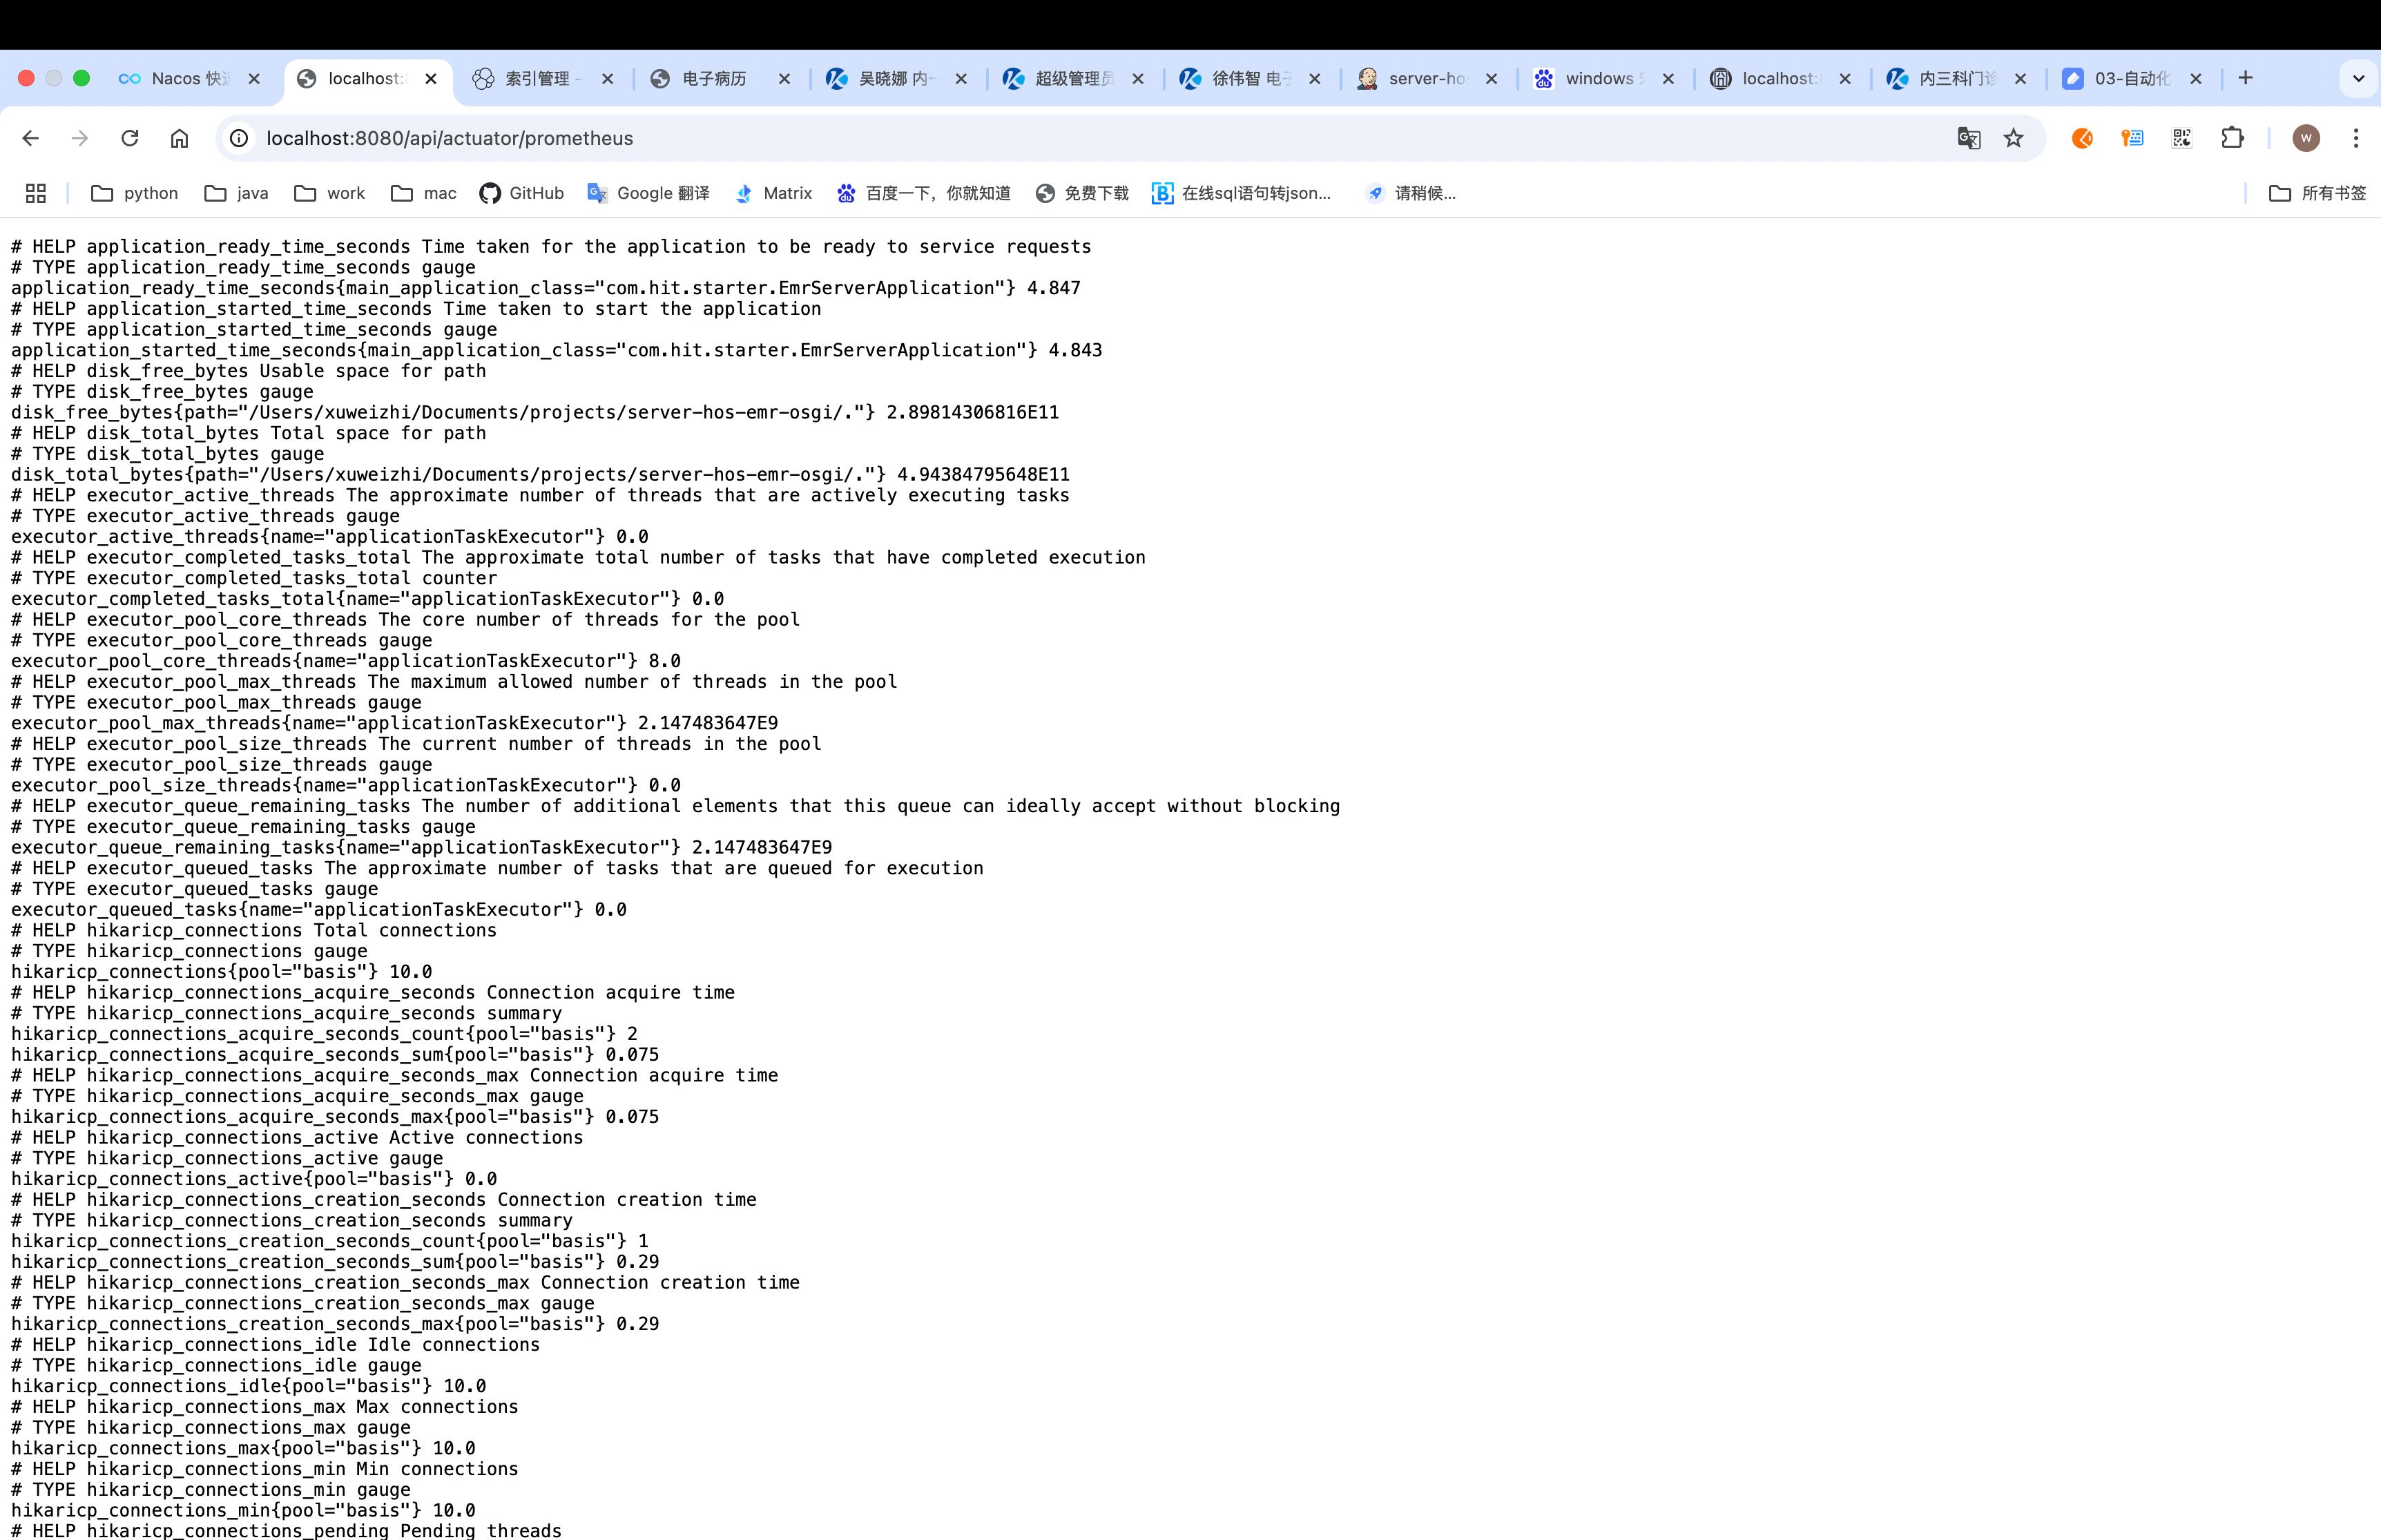 Nacos 快
localhost:
索引管理 -
电子病历
吴晓娜 内一
超级管理员
徐伟智 电子
server-ho
windows
localhost:
内三科门诊
03-自动化
localhost:8080/api/actuator/prometheus
W
python
java
work
mac
GitHub
Google 翻译
Matrix
百度一下，你就知道
免费下载
在线sql语句转json...
请稍候...
所有书签
# HELP application_ready_time_seconds Time taken for the application to be ready to service requests
# TYPE application_ready_time_seconds gauge
application_ready_time_seconds{main_application_class="com.hit.starter.EmrServerApplication"} 4.847
# HELP application_started_time_seconds Time taken to start the application
# TYPE application_started_time_seconds gauge
application_started_time_seconds{main_application_class="com.hit.starter.EmrServerApplication"} 4.843
# HELP disk_free_bytes Usable space for path
# TYPE disk_free_bytes gauge
disk_free_bytes{path="/Users/xuweizhi/Documents/projects/server-hos-emr-osgi/."} 2.89814306816E11
# HELP disk_total_bytes Total space for path
# TYPE disk_total_bytes gauge
disk_total_bytes{path="/Users/xuweizhi/Documents/projects/server-hos-emr-osgi/."} 4.94384795648E11
# HELP executor_active_threads The approximate number of threads that are actively executing tasks
# TYPE executor_active_threads gauge
executor_active_threads{name="applicationTaskExecutor"} 0.0
# HELP executor_completed_tasks_total The approximate total number of tasks that have completed execution
# TYPE executor_completed_tasks_total counter
executor_completed_tasks_total{name="applicationTaskExecutor"} 0.0
# HELP executor_pool_core_threads The core number of threads for the pool
# TYPE executor_pool_core_threads gauge
executor_pool_core_threads{name="applicationTaskExecutor"} 8.0
# HELP executor_pool_max_threads The maximum allowed number of threads in the pool
# TYPE executor_pool_max_threads gauge
executor_pool_max_threads{name="applicationTaskExecutor"} 2.147483647E9
# HELP executor_pool_size_threads The current number of threads in the pool
# TYPE executor_pool_size_threads gauge
executor_pool_size_threads{name="applicationTaskExecutor"} 0.0
# HELP executor_queue_remaining_tasks The number of additional elements that this queue can ideally accept without blocking
# TYPE executor_queue_remaining_tasks gauge
executor_queue_remaining_tasks{name="applicationTaskExecutor"} 2.147483647E9
# HELP executor_queued_tasks The approximate number of tasks that are queued for execution
# TYPE executor_queued_tasks gauge
executor_queued_tasks{name="applicationTaskExecutor"} 0.0
# HELP hikaricp_connections Total connections
# TYPE hikaricp_connections gauge
hikaricp_connections{pool="basis"} 10.0
# HELP hikaricp_connections_acquire_seconds Connection acquire time
# TYPE hikaricp_connections_acquire_seconds summary
hikaricp_connections_acquire_seconds_count{pool="basis"} 2
hikaricp_connections_acquire_seconds_sum{pool="basis"} 0.075
# HELP hikaricp_connections_acquire_seconds_max Connection acquire time
# TYPE hikaricp_connections_acquire_seconds_max gauge
hikaricp_connections_acquire_seconds_max{pool="basis"} 0.075
# HELP hikaricp_connections_active Active connections
# TYPE hikaricp_connections_active gauge
hikaricp_connections_active{pool="basis"} 0.0
# HELP hikaricp_connections_creation_seconds Connection creation time
# TYPE hikaricp_connections_creation_seconds summary
hikaricp_connections_creation_seconds_count{pool="basis"} 1
hikaricp_connections_creation_seconds_sum{pool="basis"} 0.29
# HELP hikaricp_connections_creation_seconds_max Connection creation time
# TYPE hikaricp_connections_creation_seconds_max gauge
hikaricp_connections_creation_seconds_max{pool="basis"} 0.29
# HELP hikaricp_connections_idle Idle connections
# TYPE hikaricp_connections_idle gauge
hikaricp_connections_idle{pool="basis"} 10.0
# HELP hikaricp_connections_max Max connections
# TYPE hikaricp_connections_max gauge
hikaricp_connections_max{pool="basis"} 10.0
# HELP hikaricp_connections_min Min connections
# TYPE hikaricp_connections_min gauge
hikaricp_connections_min{pool="basis"} 10.0
# HELP hikaricp_connections_pending Pending threads